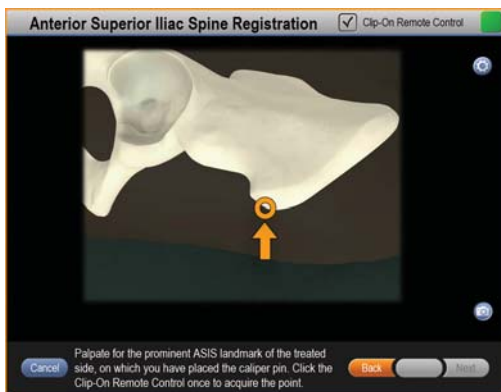 Anterior Superior Iliac Spine Registration
Clip-On Remote Control
Palpate for the prominent ASIS landmark of the treated
side, on which you have placed the caliper pin. Click the
Clip-On Remote Control once to acquire the point.
Cancel
Back
Next